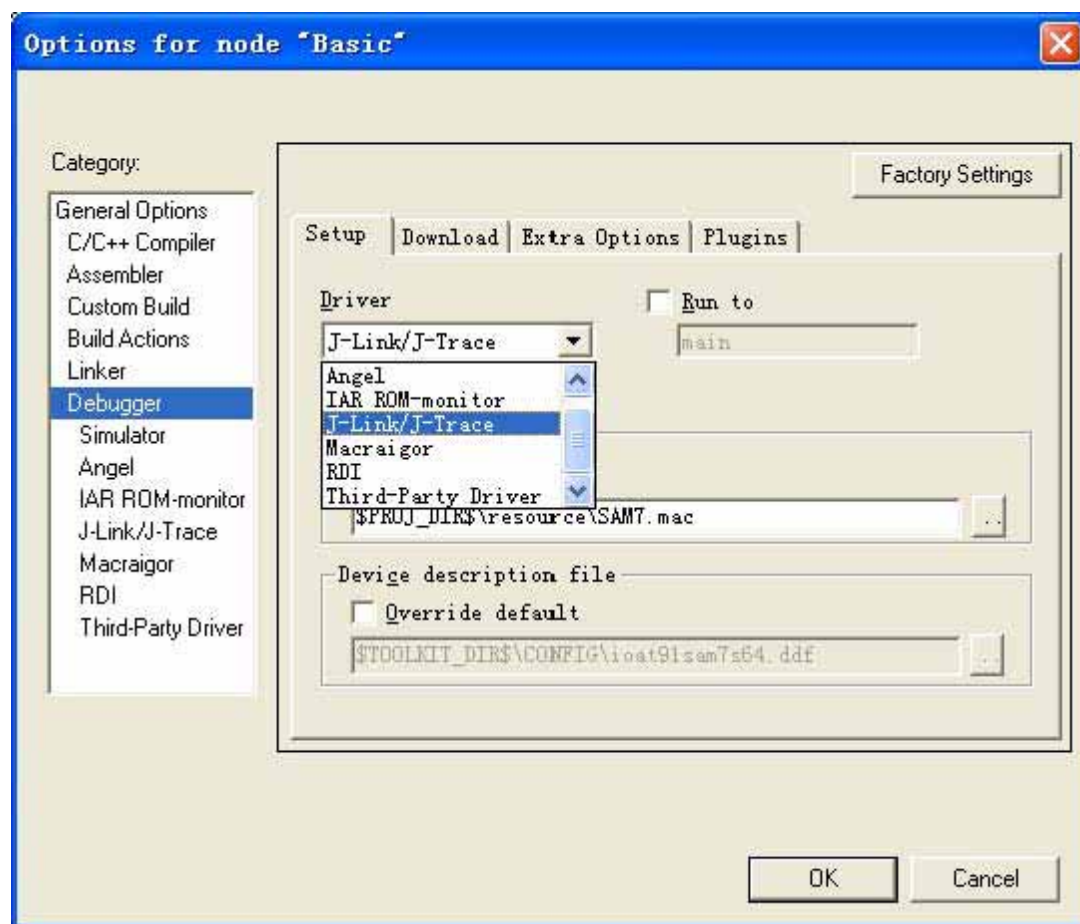 Options for node "Basic"
Category:
Factory Settings
General Options
C/C++ Compiler
Assembler
Custom Build
Build Actions
Linker
Debugger
Simulator
Angel
IAR ROM-monitor
J-Link/J-Trace
Macraigor
RDI
Third-Party Driver
Setup Download Extra Options Plugins
Driver
Run to
J-Link/J-Trace
main
Angel
IAR ROM-monitor
J-Link/J-Trace
Macraigor
RDI
Third-Party Driver
$PROJ_DIR$\resource\SAM7.mac
..
Device description file
Override default
$TOOLKIT_DIR$\CONFIG\ioat91sam7s64.ddf
..
OK Cancel